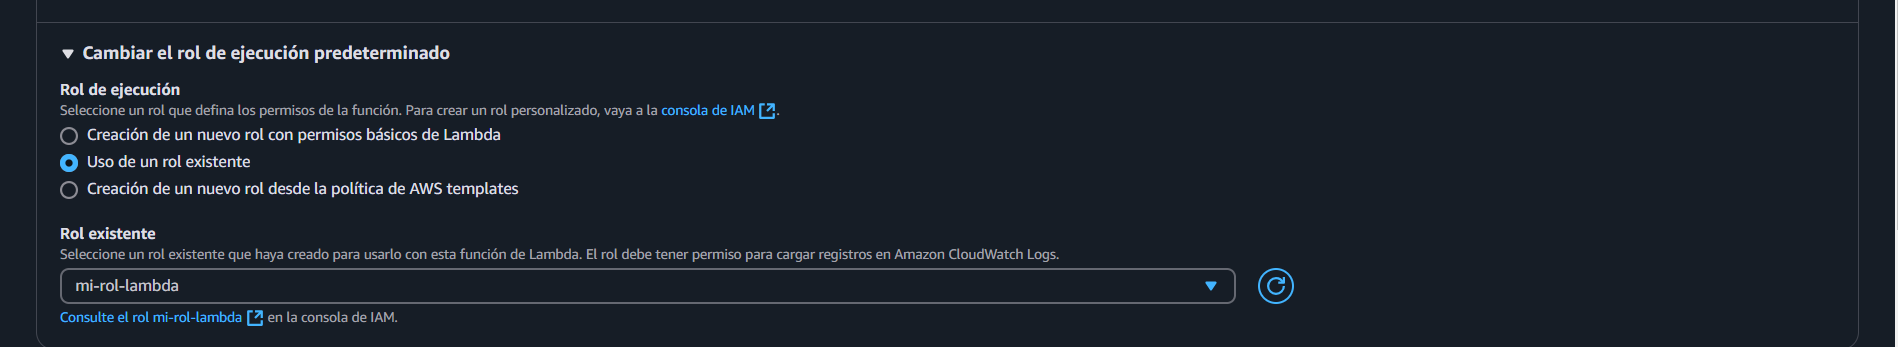 Cambiar el rol de ejecución predeterminado
Rol de ejecución
Seleccione un rol que defina los permisos de la función. Para crear un rol personalizado, vaya a la consola de IAM.
Creación de un nuevo rol con permisos básicos de Lambda
Uso de un rol existente
Creación de un nuevo rol desde la política de AWS templates
Rol existente
Seleccione un rol existente que haya creado para usarlo con esta función de Lambda. El rol debe tener permiso para cargar registros en Amazon CloudWatch Logs.
mi-rol-lambda
Consulte el rol mi-rol-lambda en la consola de IAM.